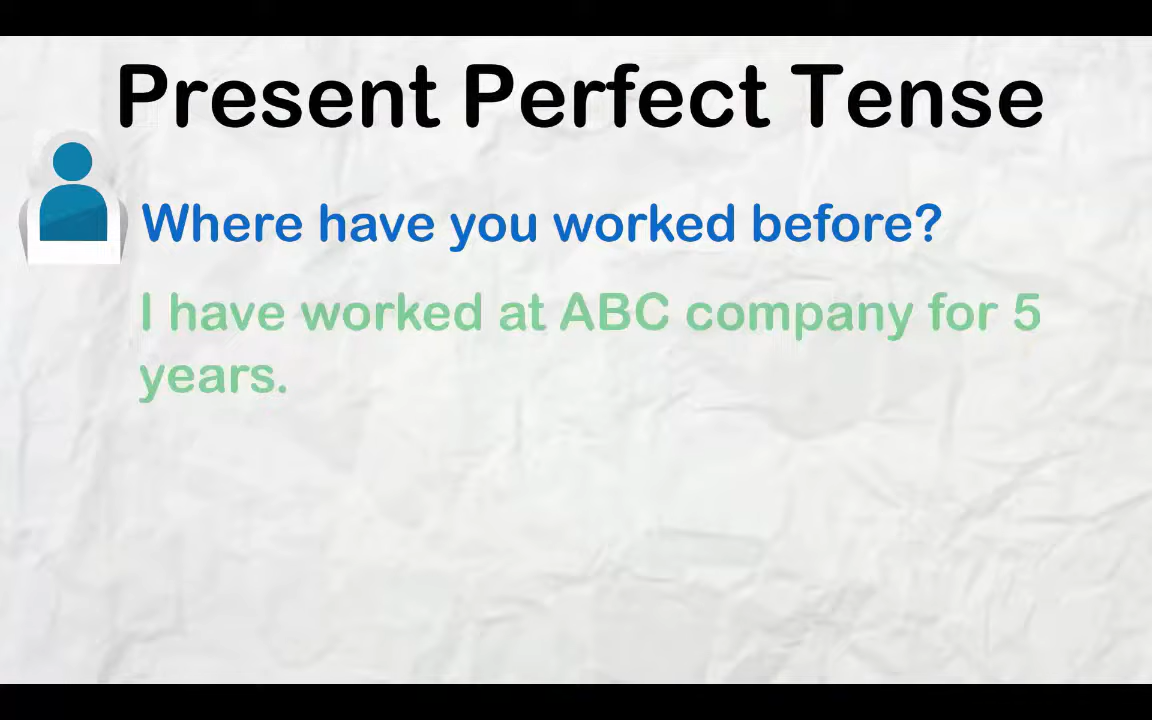 Present Perfect Tense
Where have you worked before?
I have worked at ABC company for 5
years.